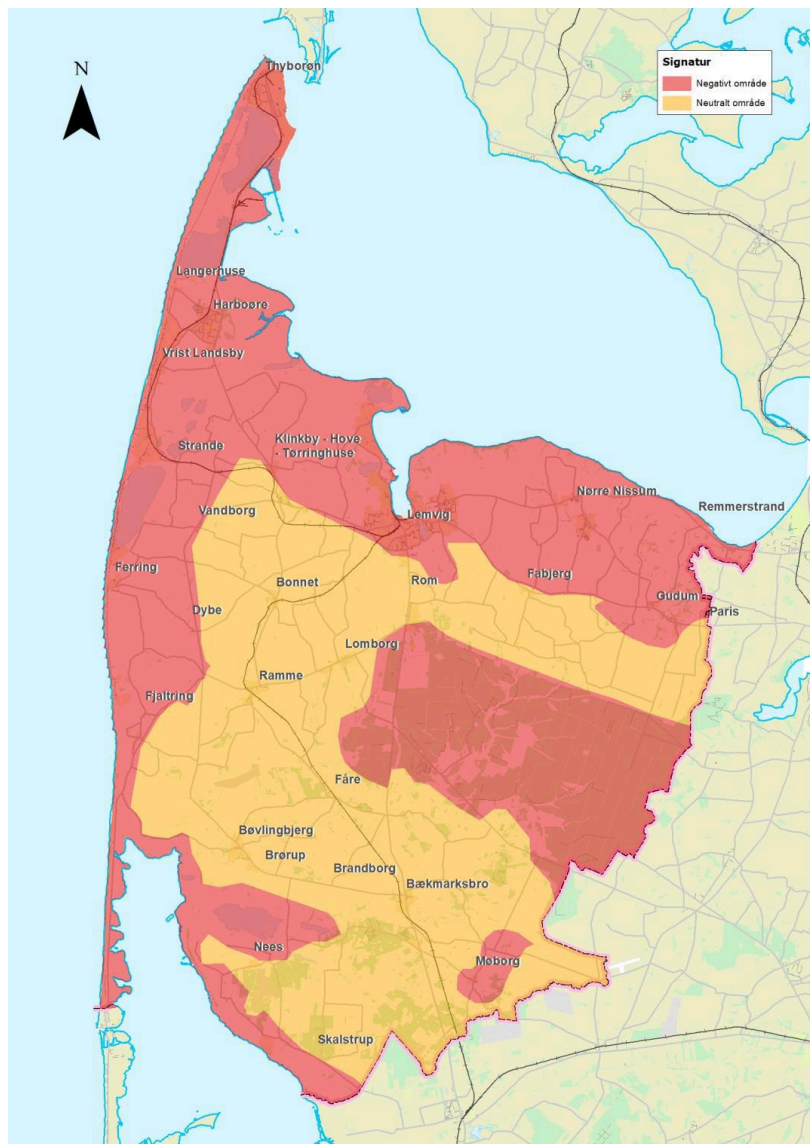 Thyborøn
Signatur
Negativt område
Neutralt område
N
Langerhuse
Harboøre
Vrist Landsby
Strande
Klinkby - Hove
- Tørringhuse
Nørre Nissum
Remmerstrand
Vandborg
Lemvig
Ferring
Bonnet
Rom
Fabjerg
Gudum
Paris
Dybe
Lomborg
Ramme
Fjaltring
Fåre
Bøvlingbjerg
Brørup
Brandborg
Bækmarksbro
Nees
Møborg
Skalstrup